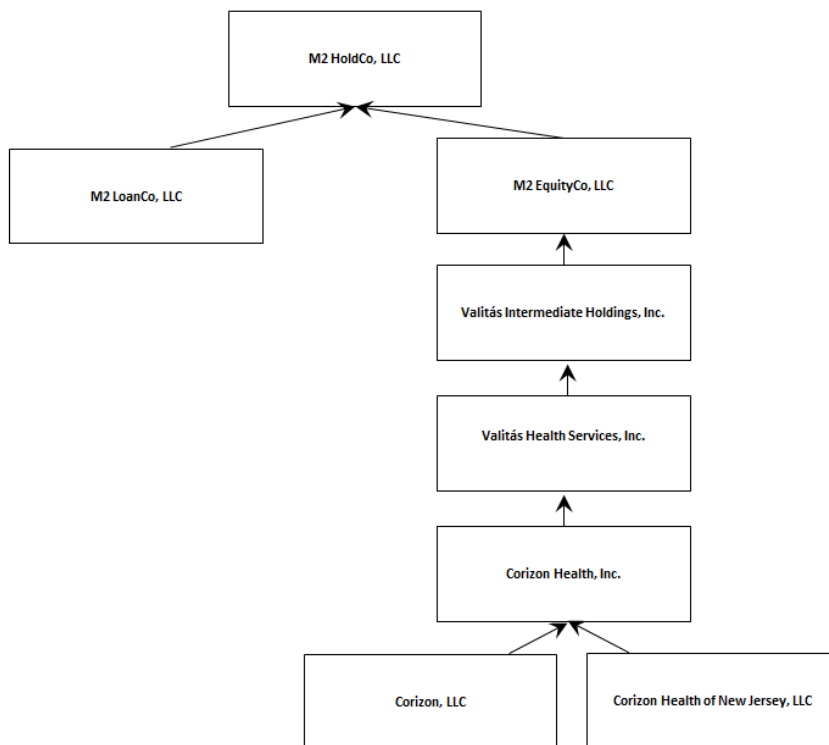 M2 HoldCo, LLC
M2 LoanCo, LLC
M2 EquityCo, LLC
Valitás Intermediate Holdings, Inc.
Valitás Health Services, Inc.
Corizon Health, Inc.
Corizon, LLC
Corizon Health of New Jersey, LLC